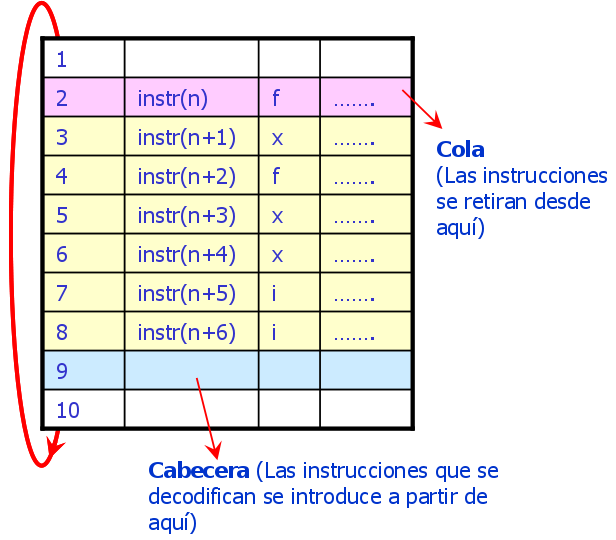 1
2 instr(n) f .......
3 instr(n+1) x .......
4 instr(n+2) f .......
5 instr(n+3) x .......
6 instr(n+4) x .......
7 instr(n+5) i .......
8 instr(n+6) i .......
9
10
Cola
(Las instrucciones
se retiran desde
aquí)
Cabecera (Las instrucciones que se
decodifican se introduce a partir de
aquí)